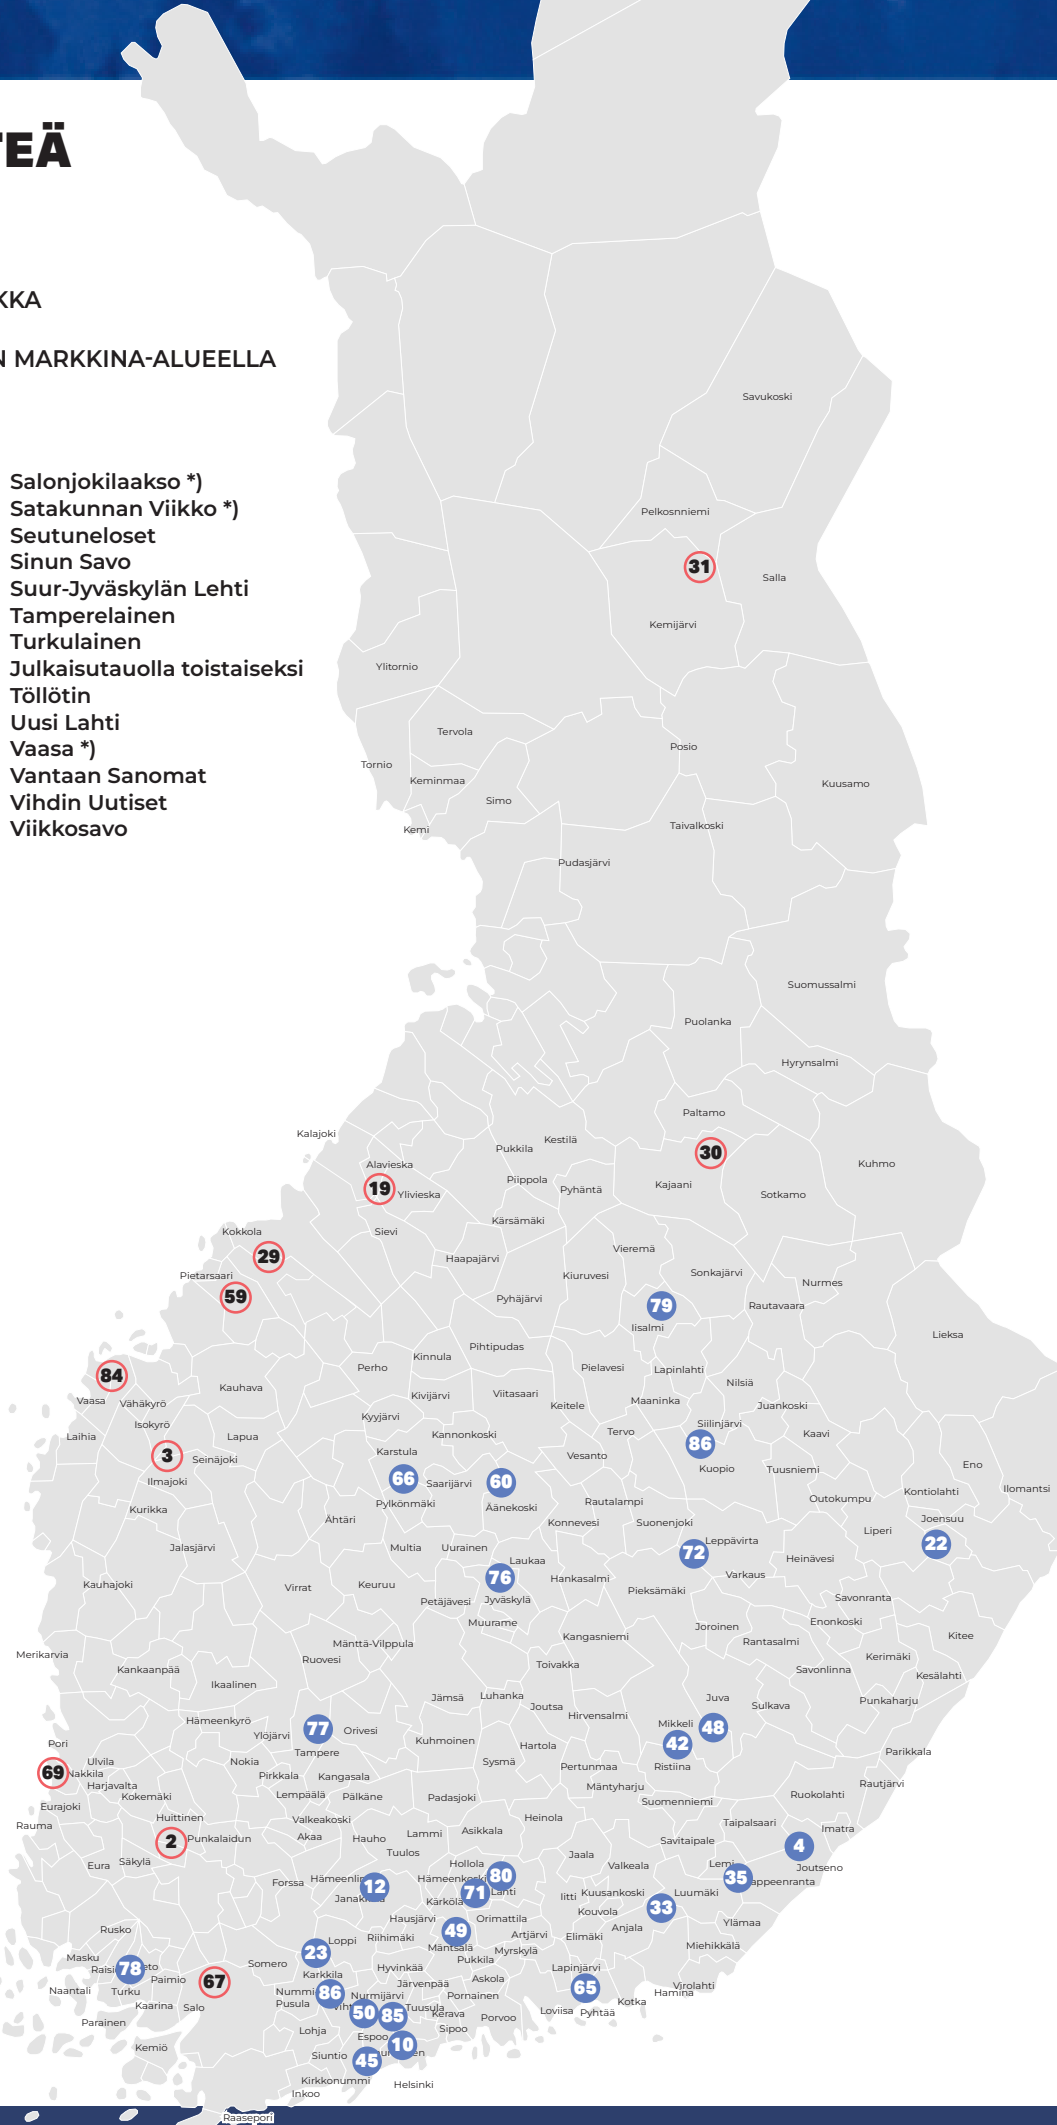 TEÄ
KKA
N MARKKINA-ALUEELLA
Salonjokilaakso *)
Satakunnan Viikko *)
Seutuneloset
Sinun Savo
Suur-Jyväskylän Lehti
Tamperelainen
Turkulainen
Julkaisutauolla toistaiseksi
Töllötin
Uusi Lahti
Vaasa *)
Vantaan Sanomat
Vihdin Uutiset
Viikkosavo
Savukoski
Pelkosnniemi
31
Salla
Kemijärvi
Ylitornio
Tervola
Posio
Tornio
Keminmaa
Kuusamo
Simo
Kemi
Taivalkoski
Pudasjärvi
Suomussalmi
Puolanka
Hyrynsalmi
Paltamo
Kalajoki
Kestilä
Pukkila
30
Alavieska
Kuhmo
Piippola
Pyhäntä
Kajaani
19
Ylivieska
Sotkamo
Kärsämäki
Kokkola
Sievi
Vieremä
29
Haapajärvi
Pietarsaari
Kiuruvesi
Sonkajärvi
Nurmes
59
Pyhäjärvi
79
Rautavaara
Iisalmi
Lieksa
Pihtipudas
Kinnula
Perho
Pielavesi
Lapinlahti
84
Kauhava
Nilsiä
Vaasa
Vähäkyrö
Kivijärvi
Viitasaari
Keitele
Maaninka
Juankoski
Isokyrö
Kyyjärvi
Siilinjärvi
Laihia
Lapua
Kannonkoski
Tervo
Kaavi
3
Seinäjoki
Karstula
Vesanto
86
Ilmajoki
66
Saarijärvi
60
Kuopio
Tuusniemi
Eno
Kurikka
Pylkönmäki
Äänekoski
Rautalampi
Outokumpu
Kontiolahti
Ilomantsi
Ähtäri
Konnevesi
Suonenjoki
Joensuu
Jalasjärvi
Multia
Uurainen
Leppävirta
Liperi
22
Laukaa
72
Heinävesi
Kauhajoki
Virrat
Keuruu
76
Hankasalmi
Varkaus
Petäjävesi
Jyväskylä
Pieksämäki
Savonranta
Muurame
Joroinen
Enonkoski
Merikarvia
Mänttä-Vilppula
Kangasniemi
Rantasalmi
Kitee
Ruovesi
Toivakka
Kerimäki
Kankaanpää
Savonlinna
Kesälahti
Ikaalinen
Jämsä
Luhanka
Joutsa
Juva
Sulkava
Punkaharju
Hämeenkyrö
Hirvensalmi
Mikkeli
48
Ylöjärvi
77
Orivesi
Kuhmoinen
Hartola
42
Pori
Tampere
Parikkala
Ulvila
Nokia
Sysmä
Pertunmaa
Ristiina
69
Nakkila
Pirkkala
Kangasala
Mäntyharju
Rautjärvi
Harjavalta
Kokemäki
Lempäälä
Pälkäne
Padasjoki
Suomenniemi
Ruokolahti
Eurajoki
Huittinen
Valkeakoski
Heinola
Taipalsaari
Imatra
Rauma
2
Punkalaidun
Akaa
Hauho
Lammi
Asikkala
Savitaipale
4
Tuulos
Jaala
Joutseno
Eura
Säkylä
Hollola
Valkeala
Lemi
Forssa
12
80
35
71
Lahti
Iitti
Kuusankoski
Luumäki
Kärkölä
33
Kouvola
Hausjärvi
Orimattila
Ylämaa
Rusko
49
Artjärvi
Elimäki
Anjala
Loppi
Riihimäki
Mäntsälä
Myrskylä
Miehikkälä
23
Masku
Somero
Hyvinkää
Pukkila
Lapinjärvi
78
Karkkila
Askola
Naantali
Turku
Paimio
67
Nummi
Pusula
86
Nurmijärvi
Järvenpää
Pornainen
65
Hamina
Virolahti
Kaarina
Salo
50
85
Tuusula
Kerava
Porvoo
Loviisa
Pyhtää
Kotka
Parainen
Lohja
Espoo
Sipoo
Kemiö
10
Siuntio
45
Kirkkonummi
Helsinki
Inkoo
Raasepori